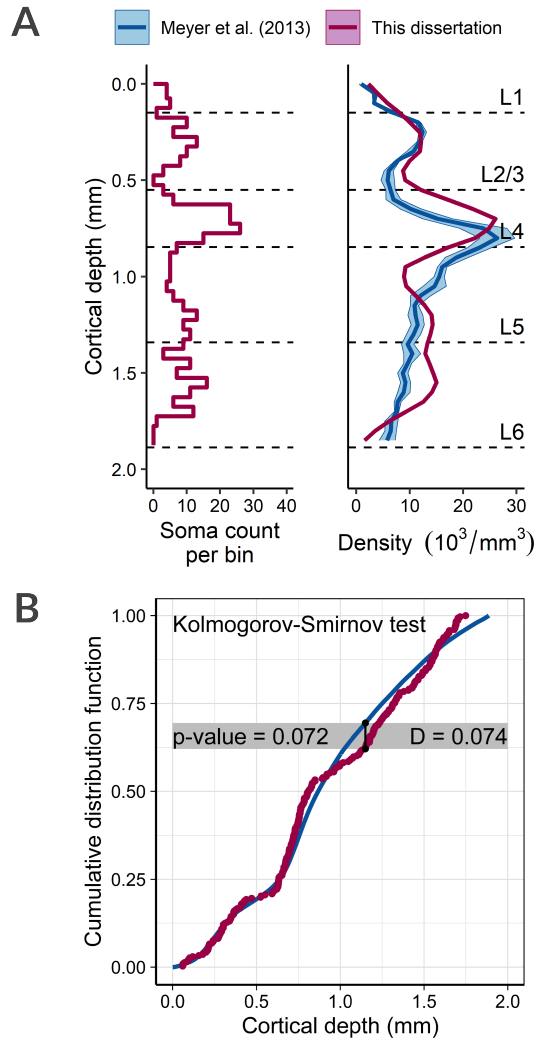 A
Meyer et al. (2013)
This dissertation
Cortical depth (mm)
0.0
0.5
1.0
1.5
2.0
0 10 20 30 40
Soma count
per bin
L1
L2/3
L4
L5
L6
0 10 20 30
Density (10³/mm³)
B
Cumulative distribution function
1.00
0.75
0.50
0.25
0.00
Kolmogorov-Smirnov test
p-value = 0.072 D = 0.074
0.0 0.5 1.0 1.5 2.0
Cortical depth (mm)